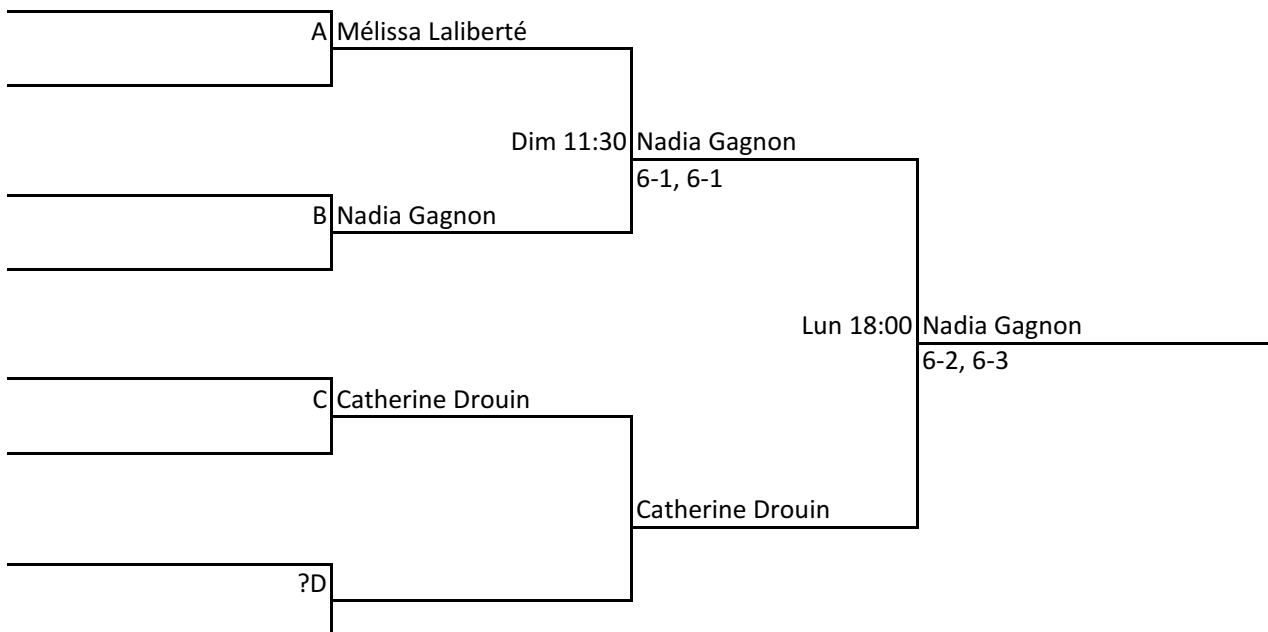 A Mélissa Laliberté
Dim 11:30 Nadia Gagnon
6-1, 6-1
B Nadia Gagnon
Lun 18:00 Nadia Gagnon
6-2, 6-3
C Catherine Drouin
Catherine Drouin
?D